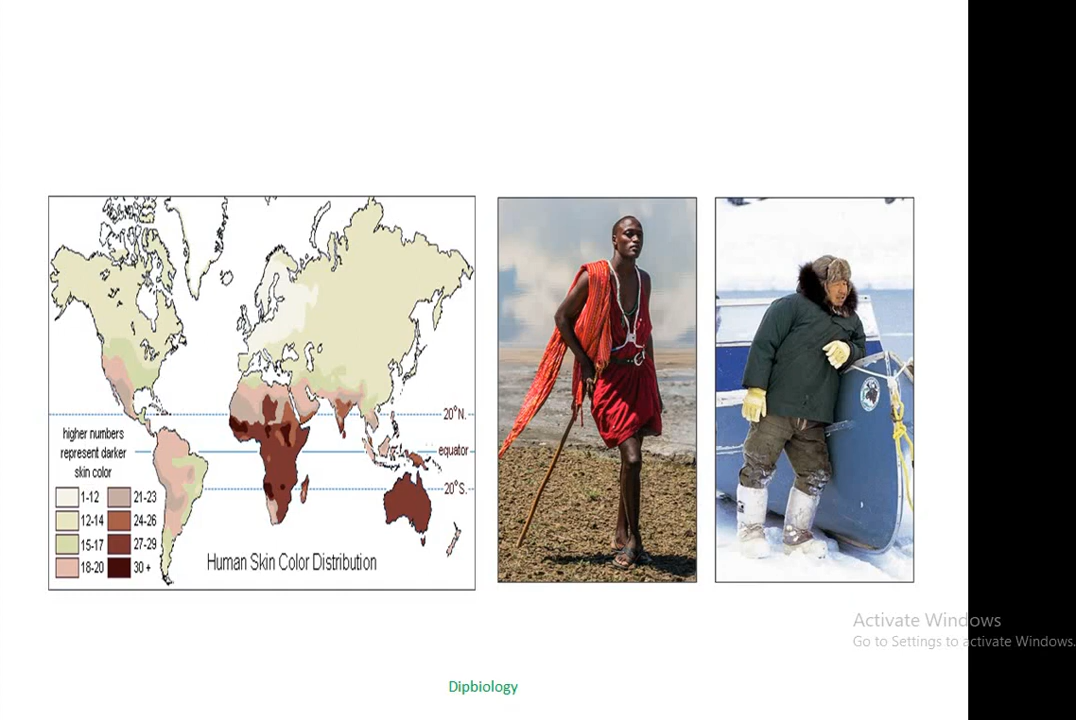 20°N.
higher numbers
represent darker
skin color
equator
20°S.
1-12 21-23
12-14 24-26
15-17 27-29
18-20 30 +
Human Skin Color Distribution
Activate Windows
Go to Settings to activate Windows.
Dipbiology